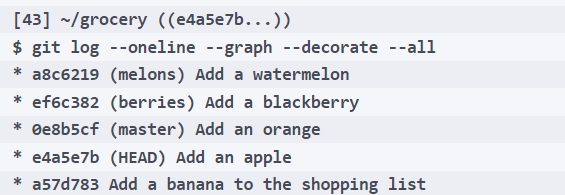 [43] ~/grocery ((e4a5e7b...))
$ git log --oneline --graph --decorate --all
* a8c6219 (melons) Add a watermelon
* ef6c382 (berries) Add a blackberry
* 0e8b5cf (master) Add an orange
* e4a5e7b (HEAD) Add an apple
* a57d783 Add a banana to the shopping list